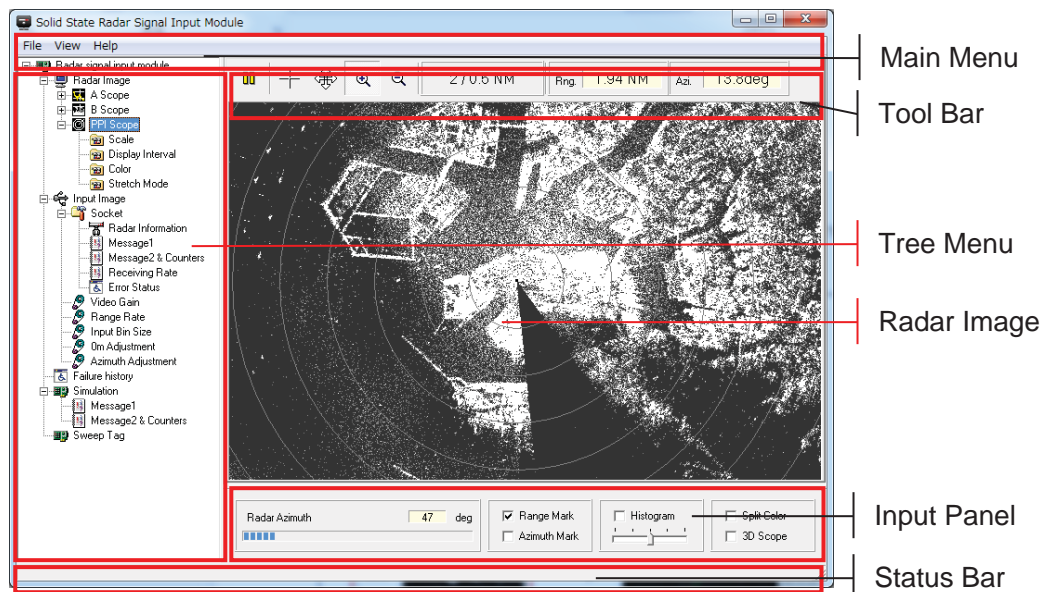 Solid State Radar Signal Input Module
File View Help
Main Menu
Radar signal input module
Radar Image
A Scope
B Scope
PPI Scope
Scale
Display Interval
Color
Stretch Mode
Input Image
Socket
Radar Information
Message1
Message2 & Counters
Receiving Rate
Error Status
Video Gain
Range Rate
Input Bin Size
0m Adjustment
Azimuth Adjustment
Failure history
Simulation
Message1
Message2 & Counters
Sweep Tag
270.5 NM Rng. 1.94 NM Azi. 13.8deg
Tool Bar
Tree Menu
Radar Image
Radar Azimuth 47 deg
Range Mark
Azimuth Mark
Histogram
Split Color
3D Scope
Input Panel
Status Bar